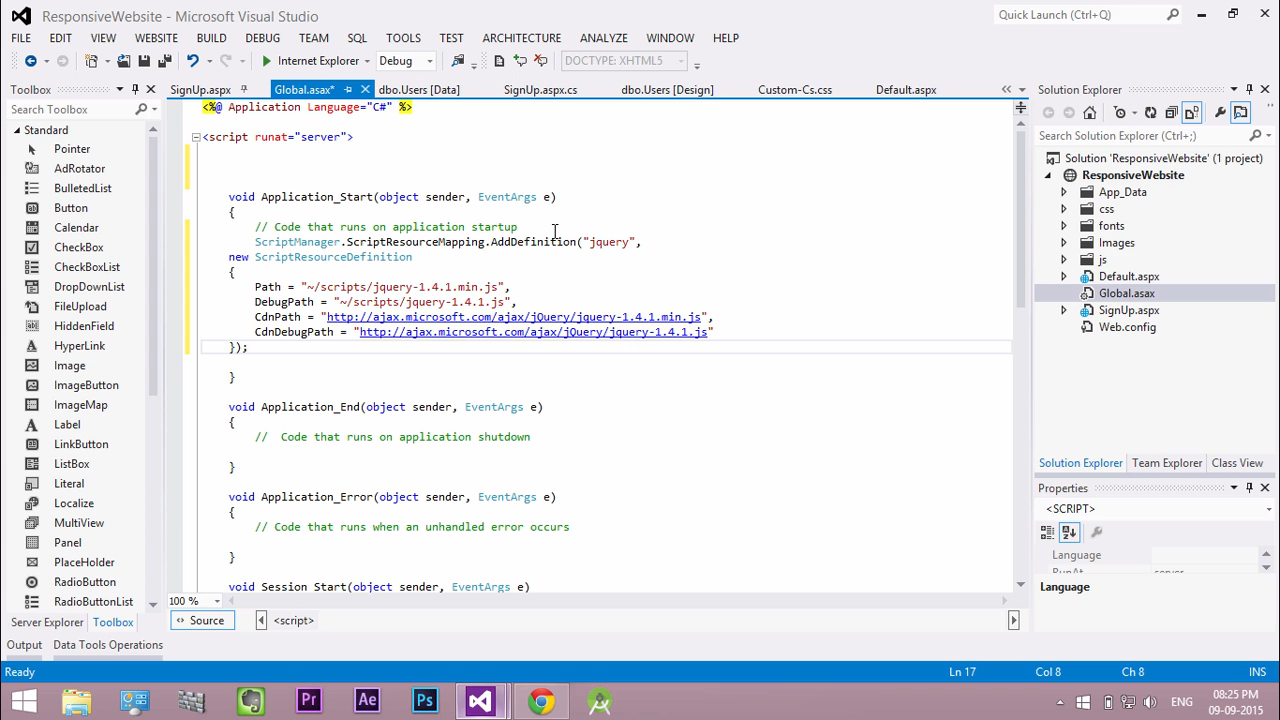 ResponsiveWebsite - Microsoft Visual Studio
Quick Launch (Ctrl+Q)
FILE EDIT VIEW WEBSITE BUILD DEBUG TEAM SQL TOOLS TEST ARCHITECTURE ANALYZE WINDOW HELP
Internet Explorer Debug DOCTYPE: XHTML5
Toolbox
Search Toolbox
Standard
Pointer
AdRotator
BulletedList
Button
Calendar
CheckBox
CheckBoxList
DropDownList
FileUpload
HiddenField
HyperLink
Image
ImageButton
ImageMap
Label
LinkButton
ListBox
Literal
Localize
MultiView
Panel
PlaceHolder
RadioButton
RadioButtonList
Server Explorer Toolbox
SignUp.aspx Global.asax* dbo.Users [Data] SignUp.aspx.cs dbo.Users [Design] Custom-Cs.css Default.aspx
<%@ Application Language="C#" %>
<script runat="server">
void Application_Start(object sender, EventArgs e)
{
// Code that runs on application startup
ScriptManager.ScriptResourceMapping.AddDefinition("jquery",
new ScriptResourceDefinition
{
Path = "~/scripts/jquery-1.4.1.min.js",
DebugPath = "~/scripts/jquery-1.4.1.js",
CdnPath = "http://ajax.microsoft.com/ajax/jQuery/jquery-1.4.1.min.js",
CdnDebugPath = "http://ajax.microsoft.com/ajax/jQuery/jquery-1.4.1.js"
});
}
void Application_End(object sender, EventArgs e)
{
//  Code that runs on application shutdown
}
void Application_Error(object sender, EventArgs e)
{
// Code that runs when an unhandled error occurs
}
void Session_Start(object sender, EventArgs e)
100 %
Source <script>
Solution Explorer
Search Solution Explorer (Ctrl+;)
Solution 'ResponsiveWebsite' (1 project)
ResponsiveWebsite
App_Data
css
fonts
Images
js
Default.aspx
Global.asax
SignUp.aspx
Web.config
Solution Explorer Team Explorer Class View
Properties
<SCRIPT>
Language
RunAt server
Language
Output Data Tools Operations
Ready Ln 17 Col 8 Ch 8 INS
Pr Ae Ps
ENG
08:25 PM
09-09-2015